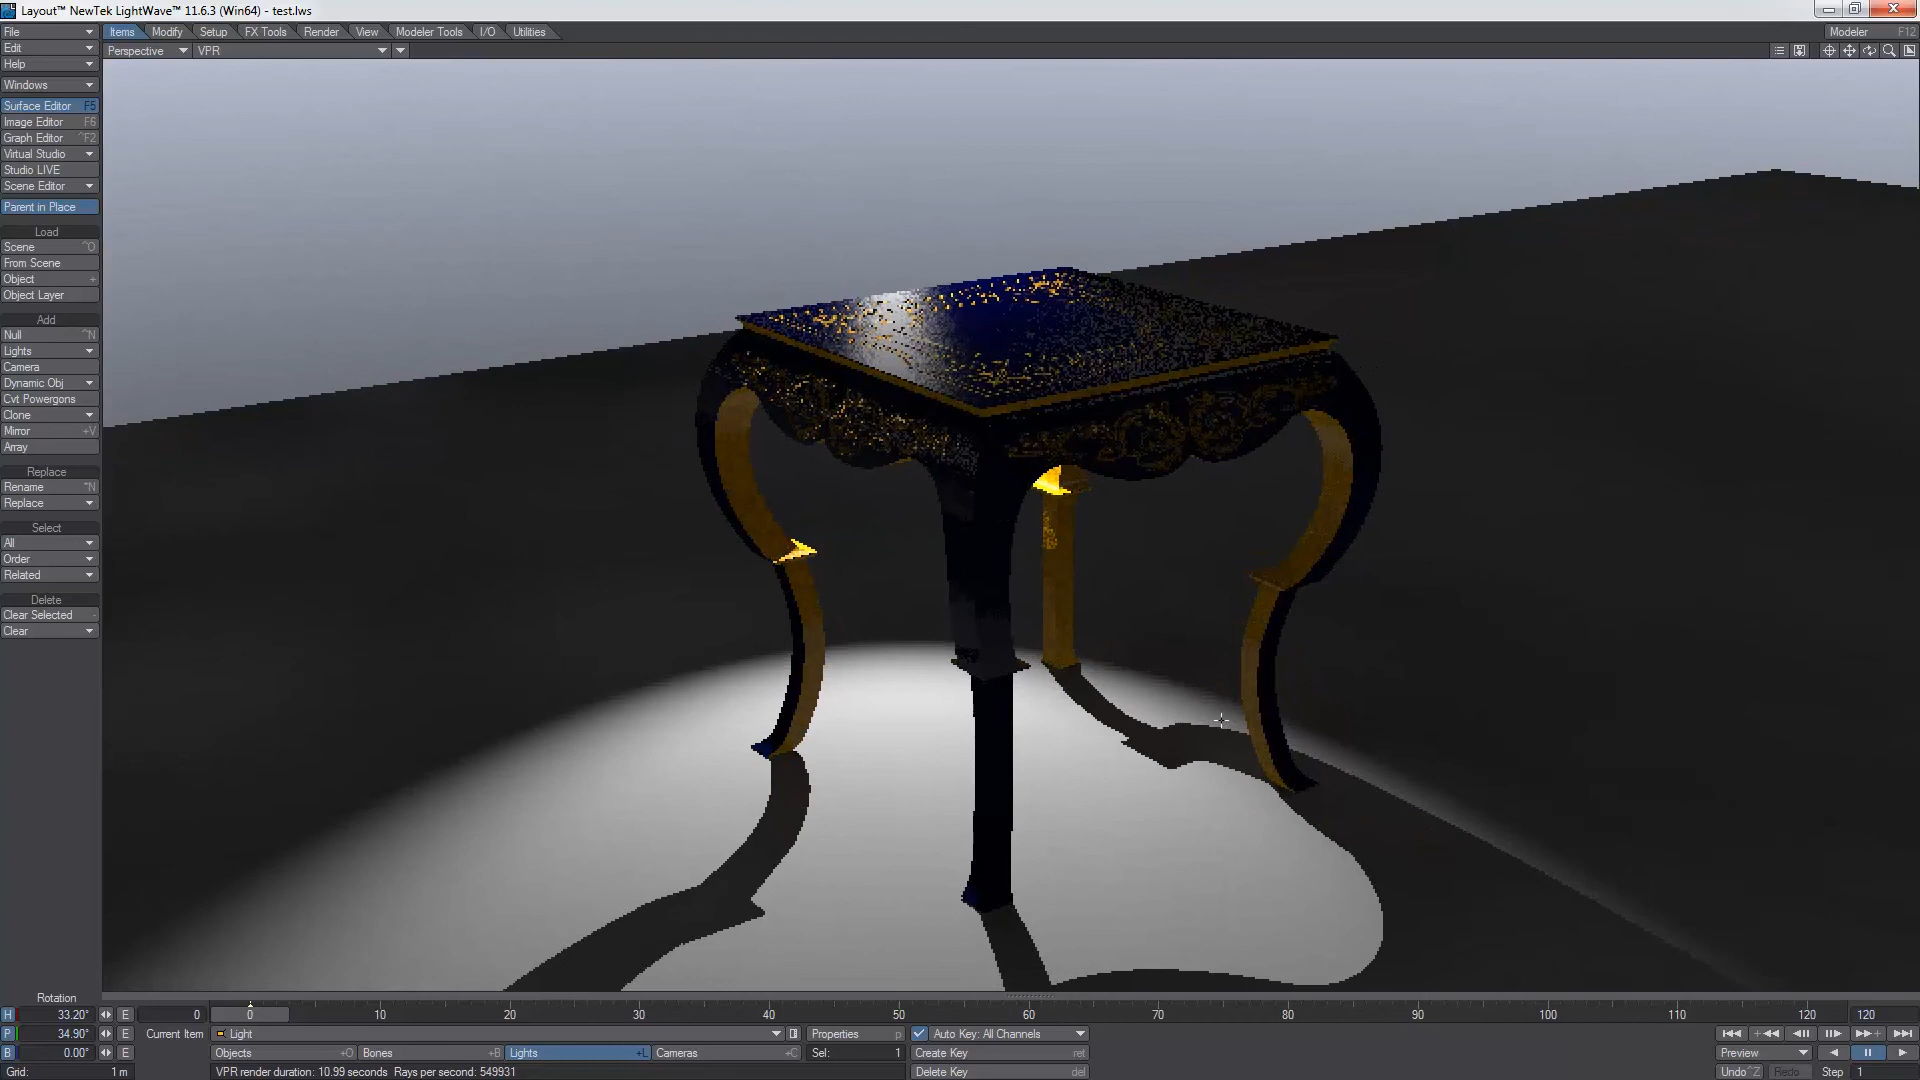 Layout™ NewTek LightWave™ 11.6.3 (Win64) - test.lws
File
Items Modify Setup FX Tools Render View Modeler Tools I/O Utilities
Modeler F12
Edit
Perspective VPR
Help
Windows
Surface Editor F5
Image Editor F6
Graph Editor ^F2
Virtual Studio
Studio LIVE
Scene Editor
Parent in Place
Load
Scene ^O
From Scene
Object +
Object Layer
Add
Null ^N
Lights
Camera
Dynamic Obj
Cvt Powergons
Clone
Mirror +V
Array
Replace
Rename ^N
Replace
Select
All
Order
Related
Delete
Clear Selected -
Clear
Rotation
H 33.20° E 0 0 10 20 30 40 50 60 70 80 90 100 110 120 120
P 34.90° E Current Item Light Properties p Auto Key: All Channels
B 0.00° E Objects +O Bones +B Lights +L Cameras +C Sel: 1 Create Key ret Preview
Grid: 1 m VPR render duration: 10.99 seconds Rays per second: 549931 Delete Key del Undo ^Z Redo Step 1